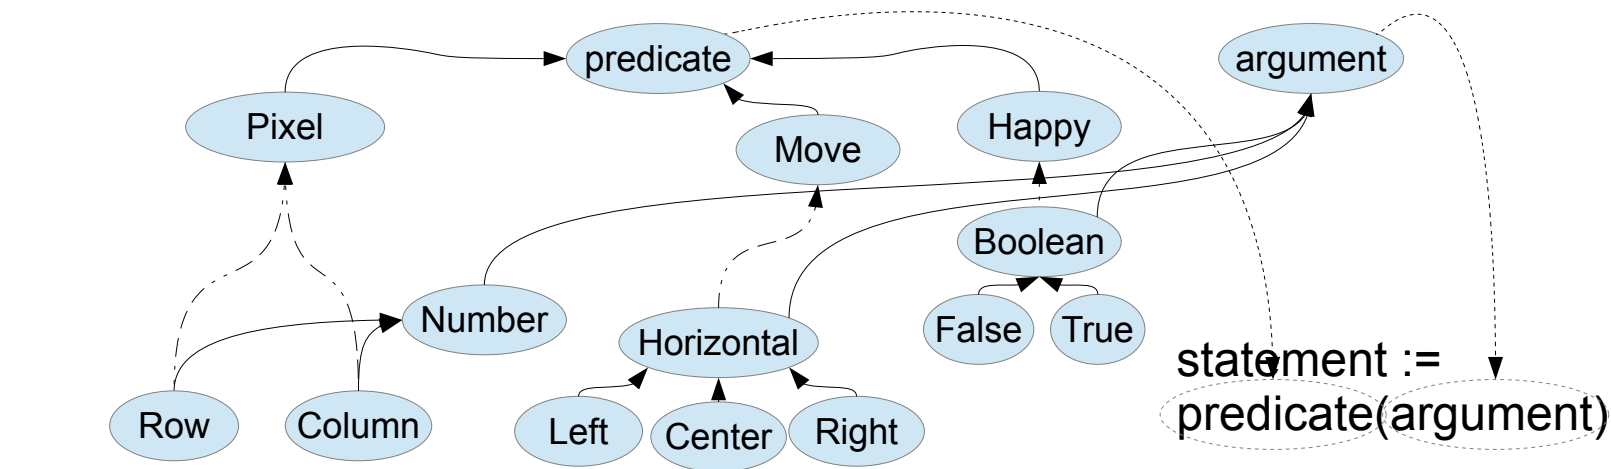 predicate
argument
Pixel
Move
Happy
Boolean
Number
Horizontal
False
True
statement :=
predicate(argument)
Row
Column
Left
Center
Right